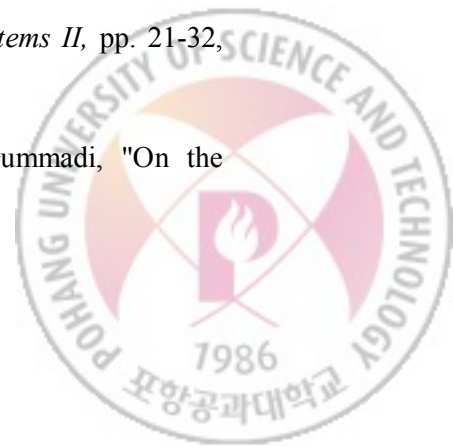 tems II, pp. 21-32,
ummadi, "On the
POHANG UNIVERSITY OF SCIENCE AND TECHNOLOGY
1986
포항공과대학교